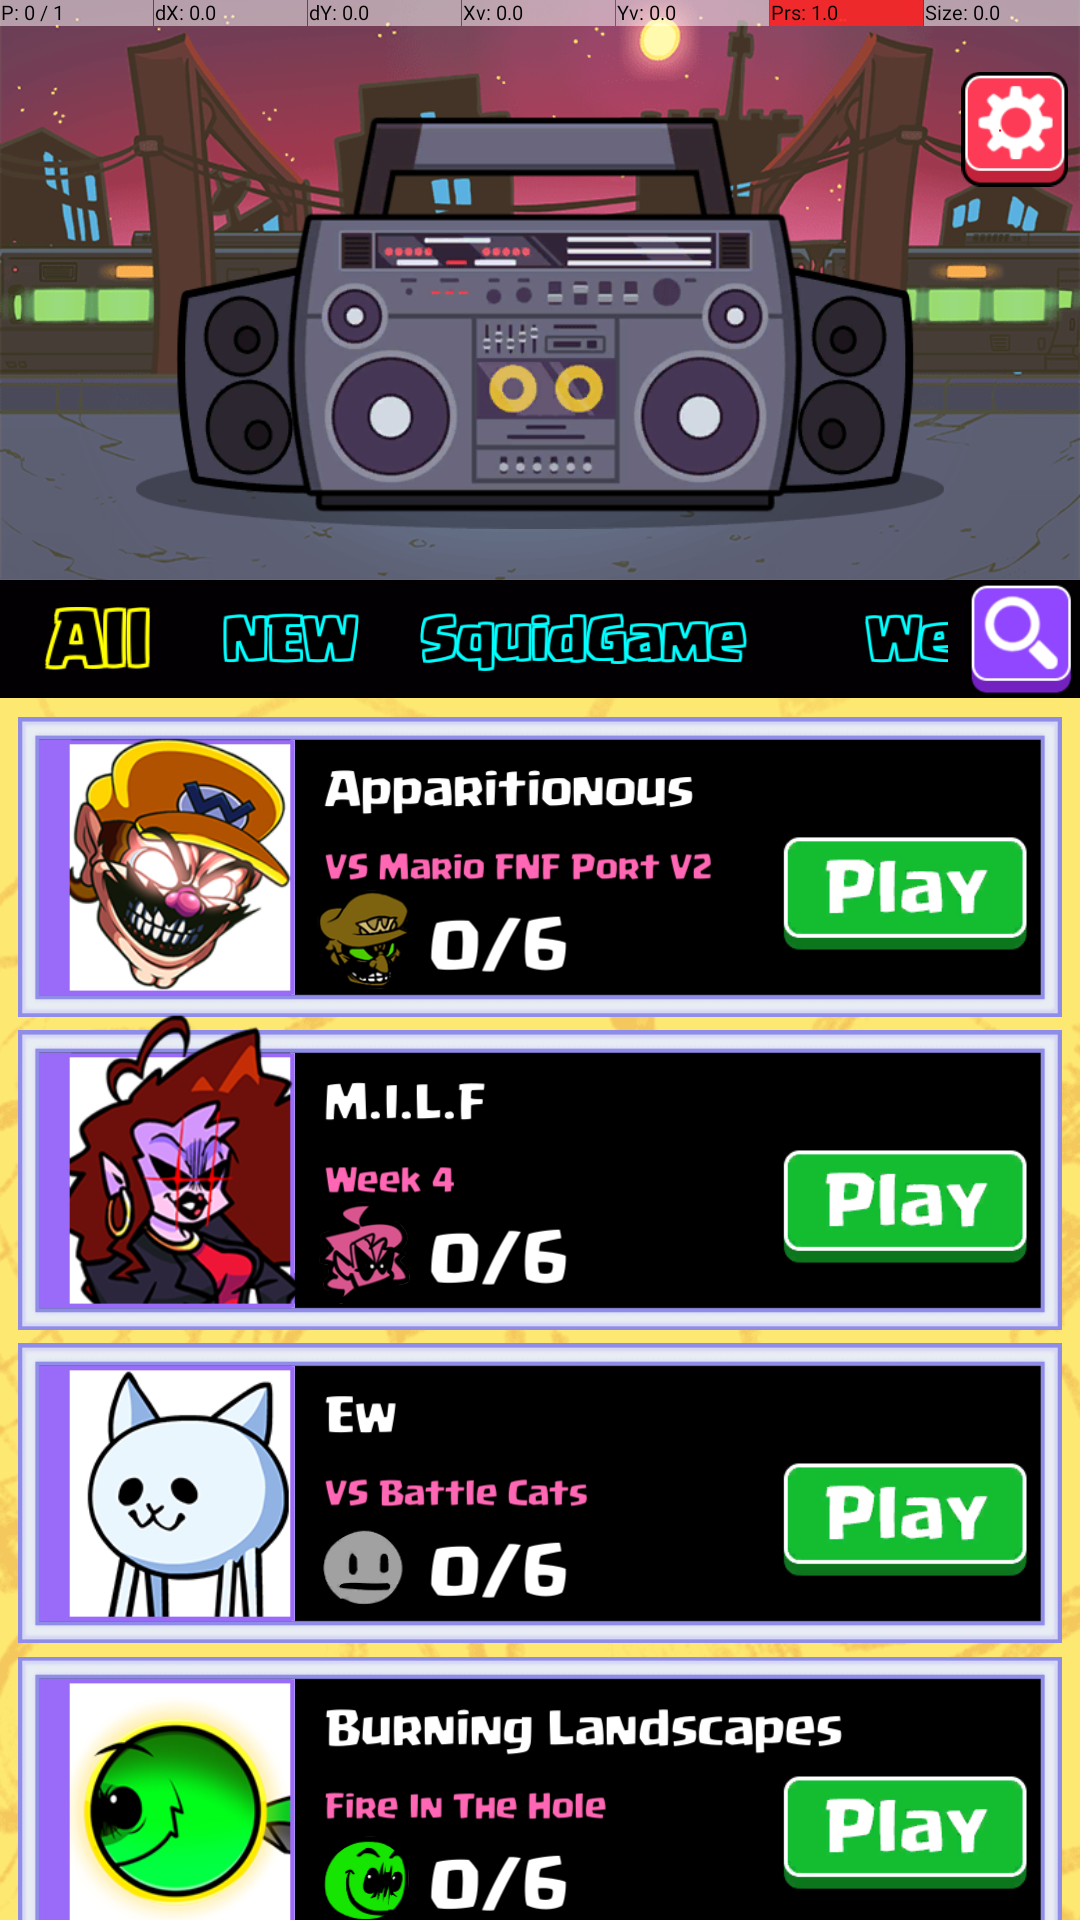 P: 0 / 1 dX: 0.0 dY: 0.0 Xv: 0.0 Yv: 0.0 Prs: 1.0 Size: 0.0
All NEW SquidGame We
Apparitionous
VS Mario FNF Port V2
0/6
Play
M.I.L.F
Week 4
0/6
Play
Ew
VS Battle Cats
0/6
Play
Burning Landscapes
Fire In The Hole
0/6
Play